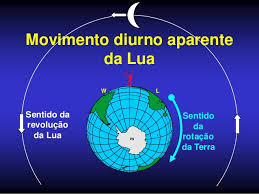 Movimento diurno aparente
da Lua
W
L
Sentido da
revolução
da Lua
Sentido
da
rotação
da Terra